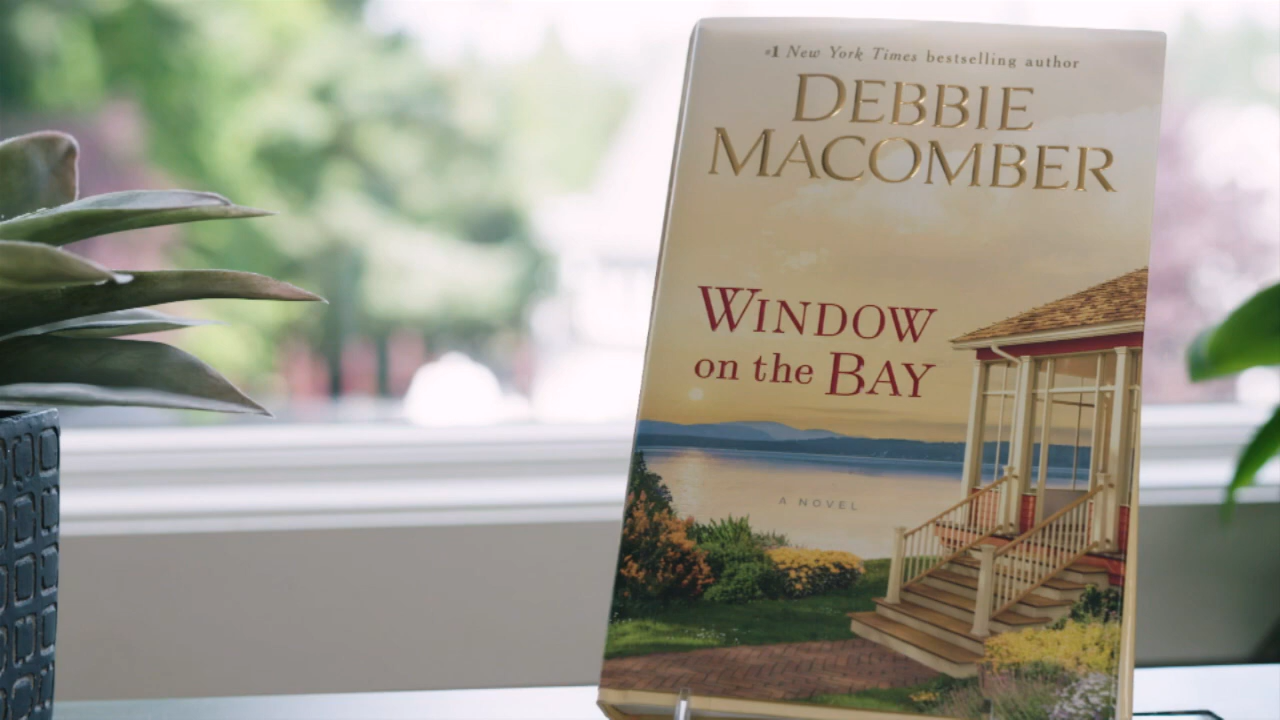 #1 New York Times bestselling author
DEBBIE
MACOMBER
WINDOW
on the BAY
A NOVEL